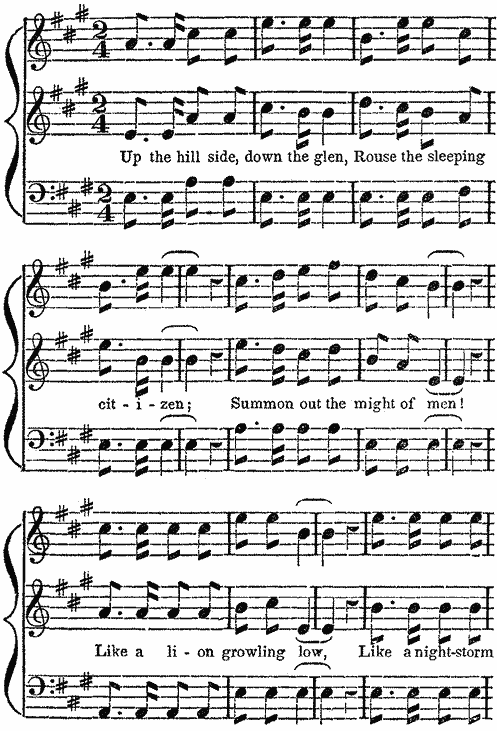 Up the hill side, down the glen, Rouse the sleeping
cit - i - zen; Summon out the might of men!
Like a li - on growling low, Like a night-storm